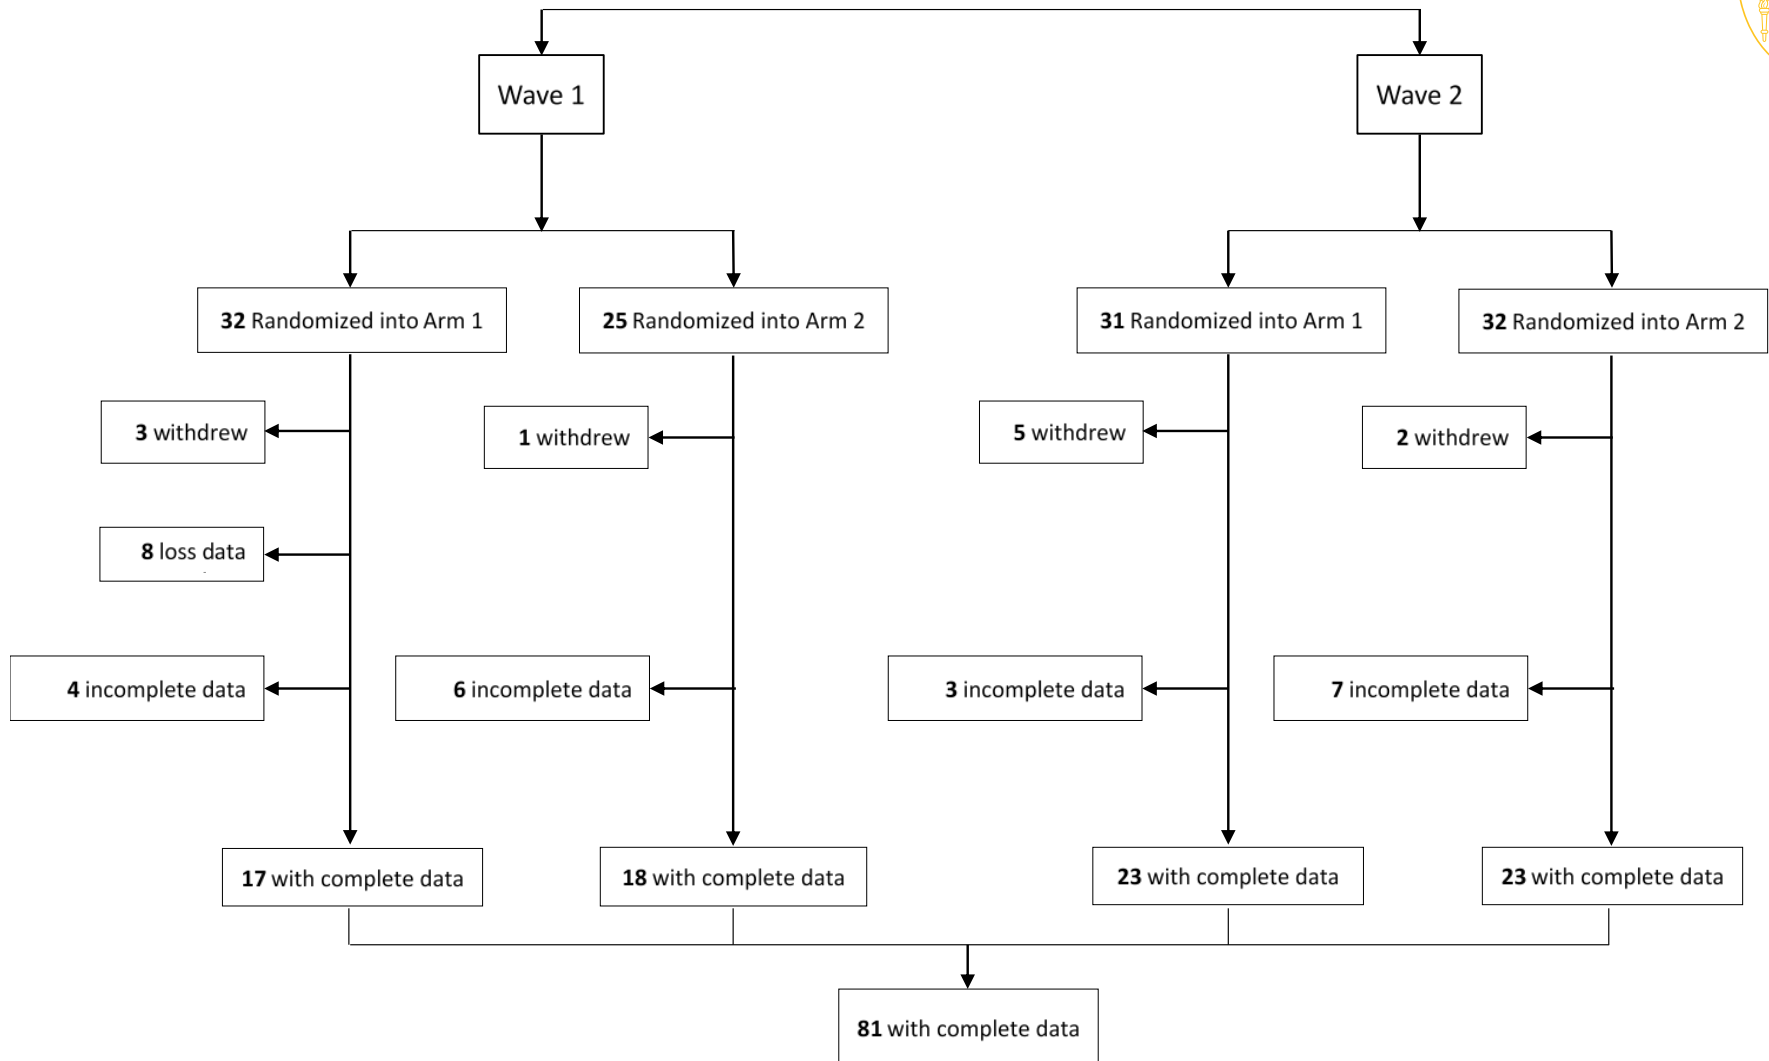 Wave 1
Wave 2
32 Randomized into Arm 1
25 Randomized into Arm 2
31 Randomized into Arm 1
32 Randomized into Arm 2
3 withdrew
1 withdrew
5 withdrew
2 withdrew
8 loss data
4 incomplete data
6 incomplete data
3 incomplete data
7 incomplete data
17 with complete data
18 with complete data
23 with complete data
23 with complete data
81 with complete data